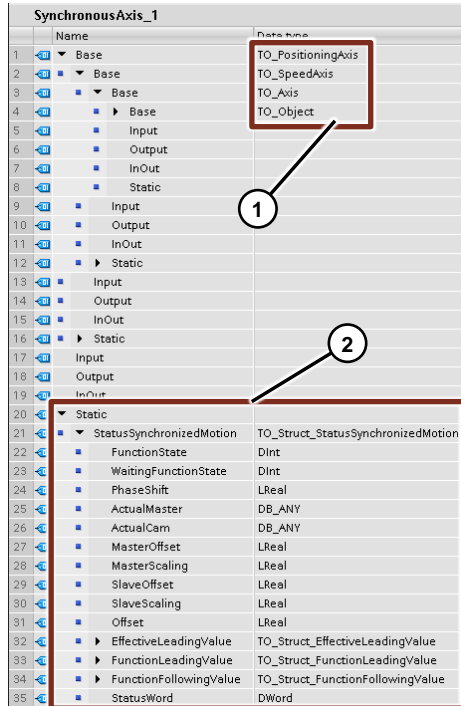 SynchronousAxis_1
Name Data type
1 Base TO_PositioningAxis
2 Base TO_SpeedAxis
3 Base TO_Axis
4 Base TO_Object
5 Input
6 Output
7 InOut
8 Static
9 Input
10 Output
11 InOut
12 Static
13 Input
14 Output
15 InOut
16 Static
17 Input
18 Output
19 InOut
20 Static
21 StatusSynchronizedMotion TO_Struct_StatusSynchronizedMotion
22 FunctionState DInt
23 WaitingFunctionState DInt
24 PhaseShift LReal
25 ActualMaster DB_ANY
26 ActualCam DB_ANY
27 MasterOffset LReal
28 MasterScaling LReal
29 SlaveOffset LReal
30 SlaveScaling LReal
31 Offset LReal
32 EffectiveLeadingValue TO_Struct_EffectiveLeadingValue
33 FunctionLeadingValue TO_Struct_FunctionLeadingValue
34 FunctionFollowingValue TO_Struct_FunctionFollowingValue
35 StatusWord DWord
1
2